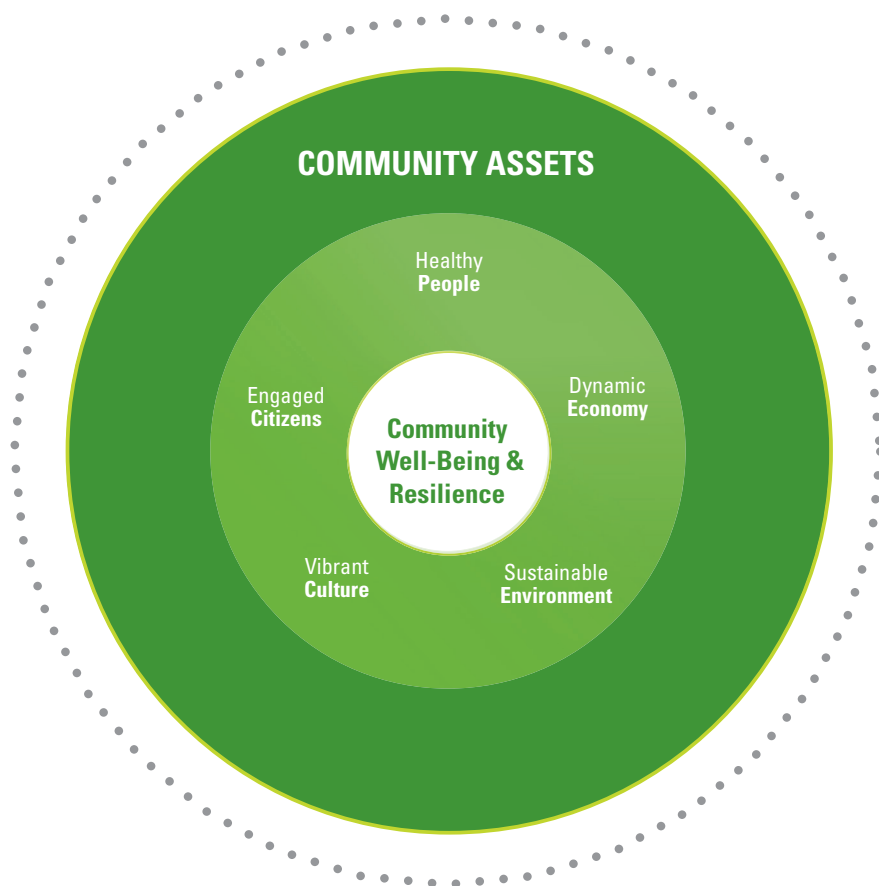 COMMUNITY ASSETS
Healthy
People
Engaged
Citizens
Dynamic
Economy
Community
Well-Being &
Resilience
Vibrant
Culture
Sustainable
Environment